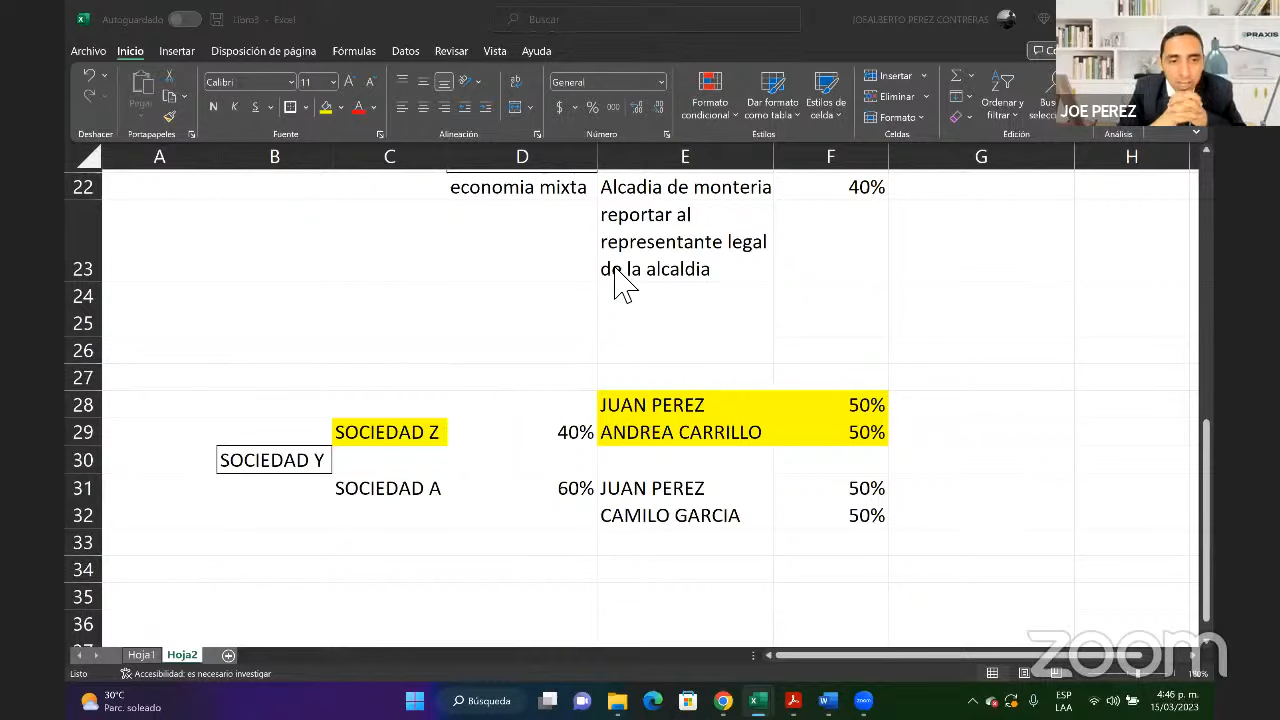 Autoguardado
Libro3 - Excel
Buscar
JOEALBERTO PEREZ CONTRERAS
PRAXIS
JOE PEREZ
Archivo Inicio Insertar Disposición de página Fórmulas Datos Revisar Vista Ayuda
Calibri 11
General
Insertar
Eliminar
Formato
Pegar
N K S
$ % 000
Formato condicional
Dar formato como tabla
Estilos de celda
Ordenar y filtrar
Deshacer Portapapeles Fuente Alineación Número Estilos Celdas Edición Análisis
A B C D E F G H
22 economia mixta Alcadia de monteria 40%
reportar al
representante legal
23 de la alcaldia
24
25
26
27
28 JUAN PEREZ 50%
29 SOCIEDAD Z 40% ANDREA CARRILLO 50%
30 SOCIEDAD Y
31 SOCIEDAD A 60% JUAN PEREZ 50%
32 CAMILO GARCIA 50%
33
34
35
36
Hoja1 Hoja2
zoom
Listo Accesibilidad: es necesario investigar
30°C
Parc. soleado
Búsqueda
zoom
ESP
LAA
4:46 p. m.
15/03/2023